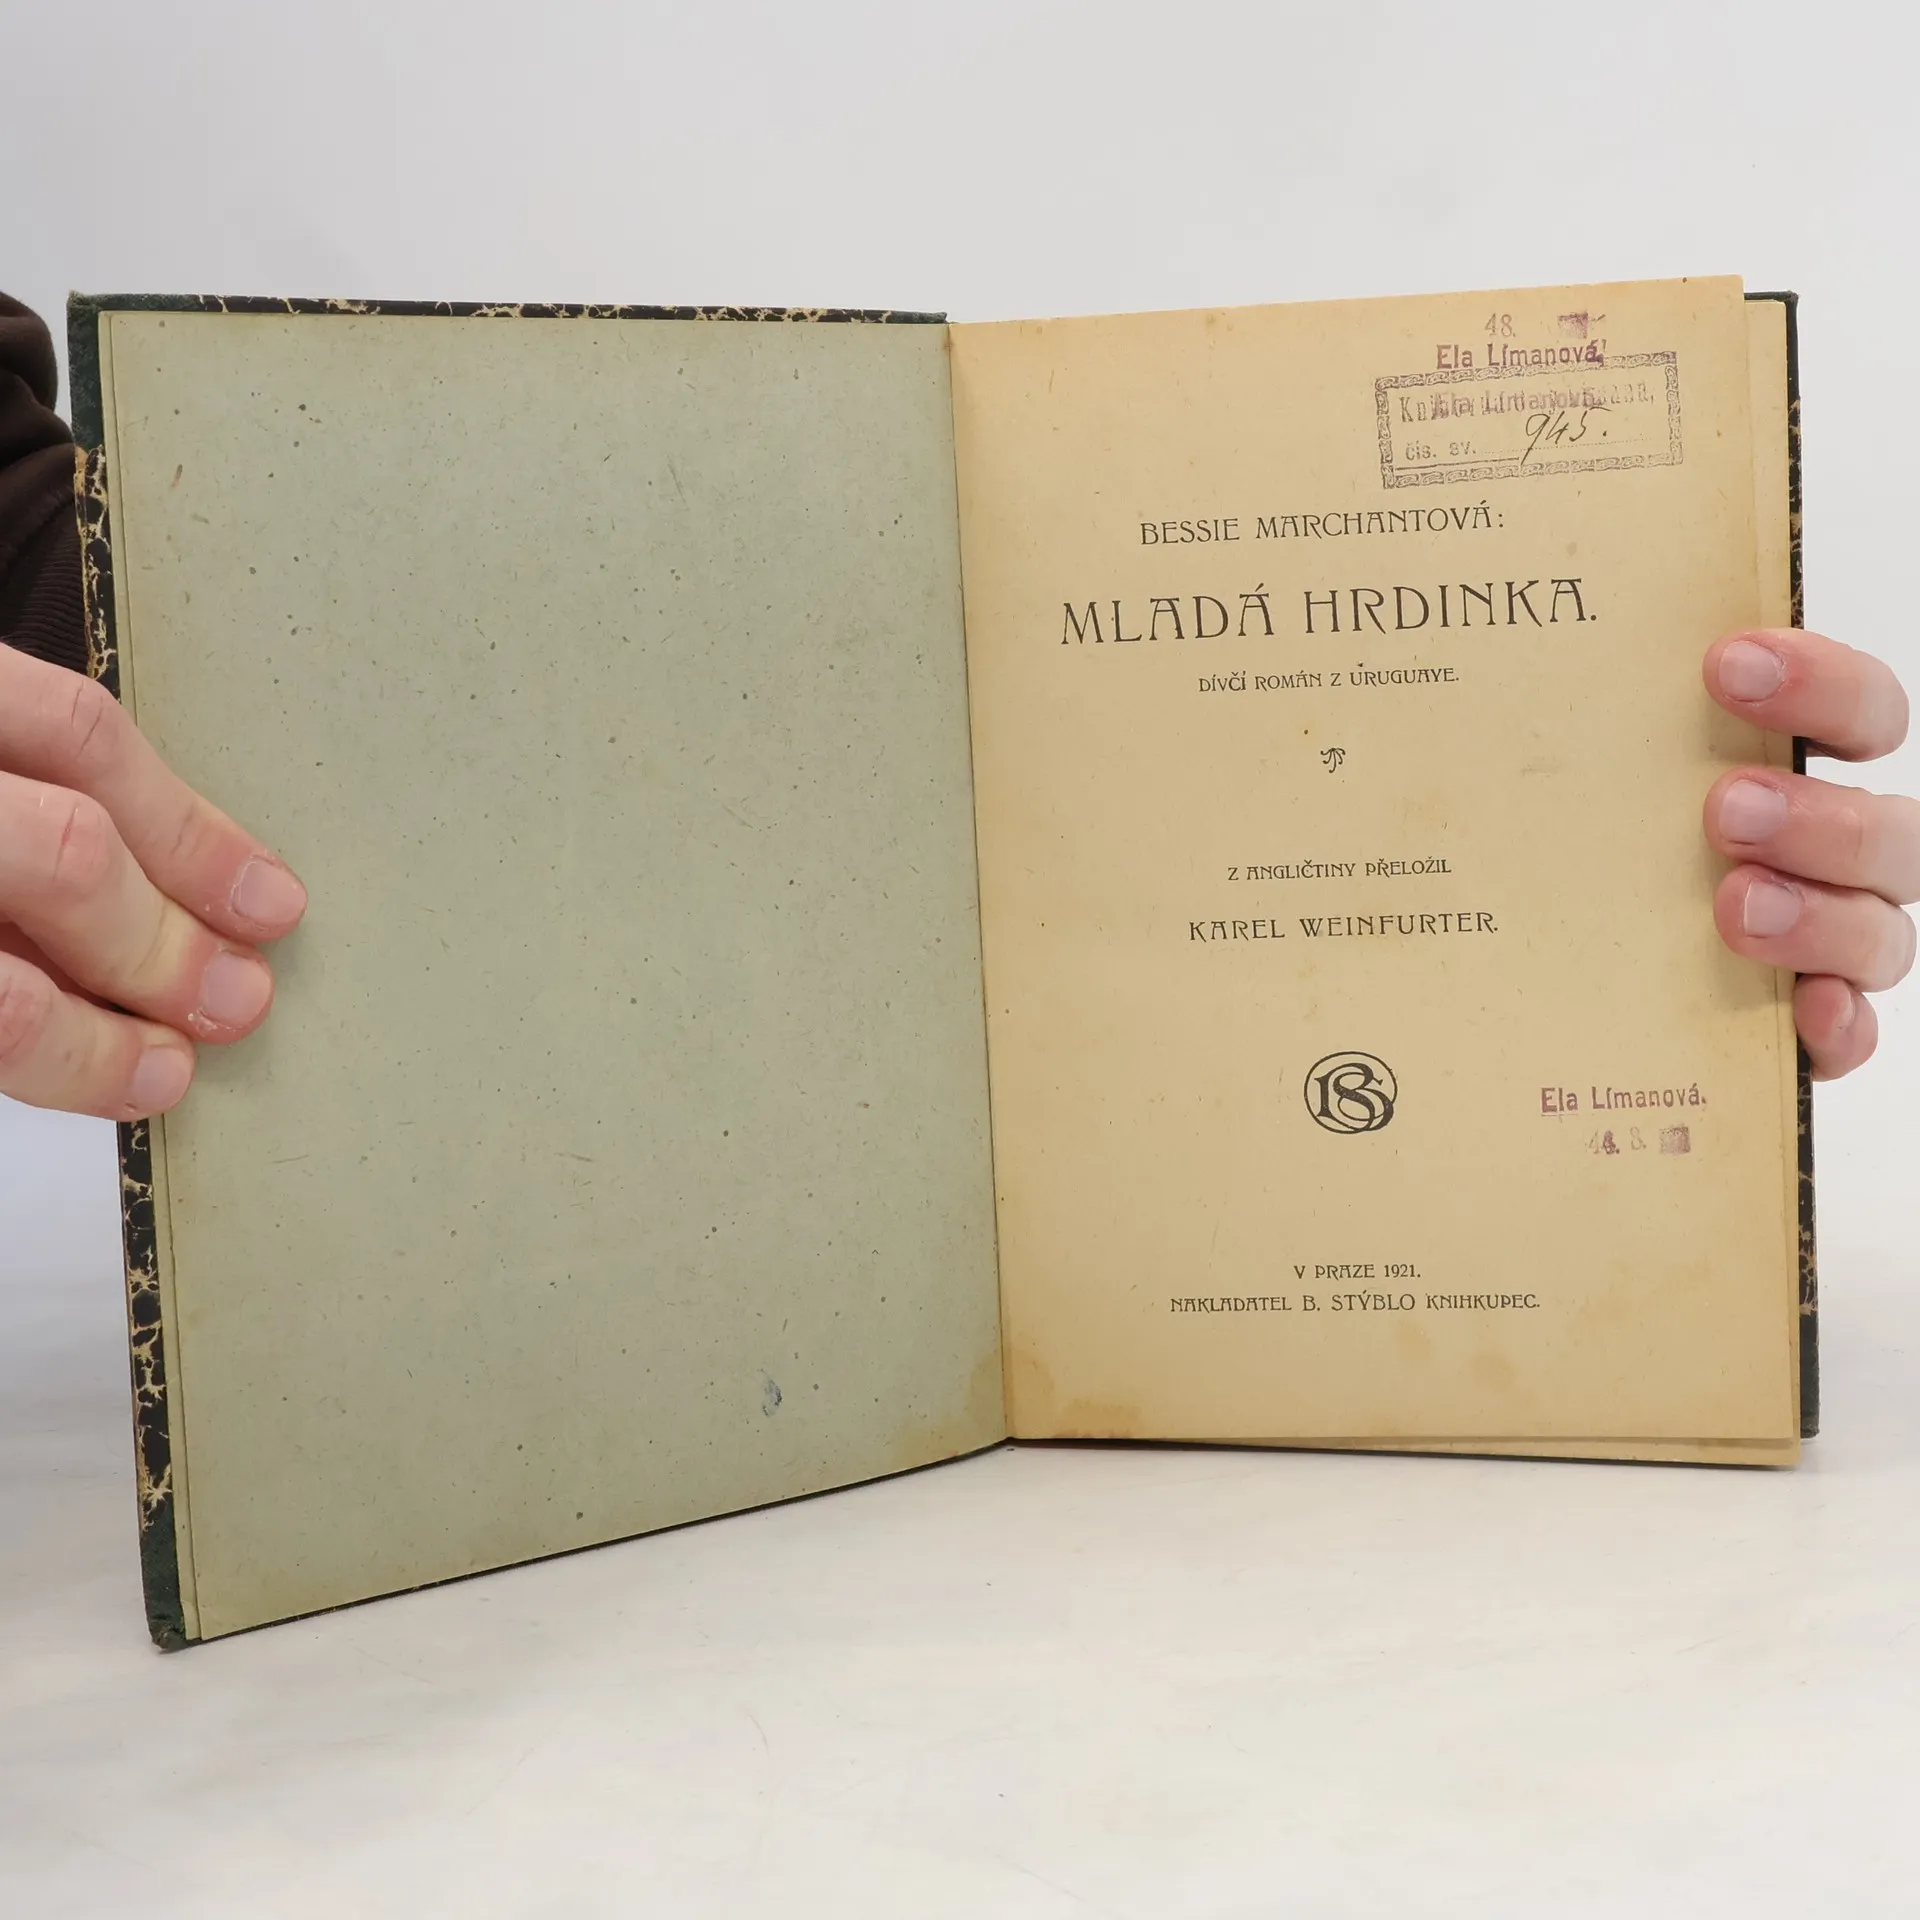 48.
Ela Límanová.
Ela Límanová.
čís. sv. 945.
BESSIE MARCHANTOVÁ:
MLADÁ HRDINKA.
DÍVČÍ ROMÁN Z URUGUAYE.
Z ANGLIČTINY PŘELOŽIL
KAREL WEINFURTER.
BS
Ela Límanová.
V PRAZE 1921.
NAKLADATEL B. STÝBLO KNIHKUPEC.